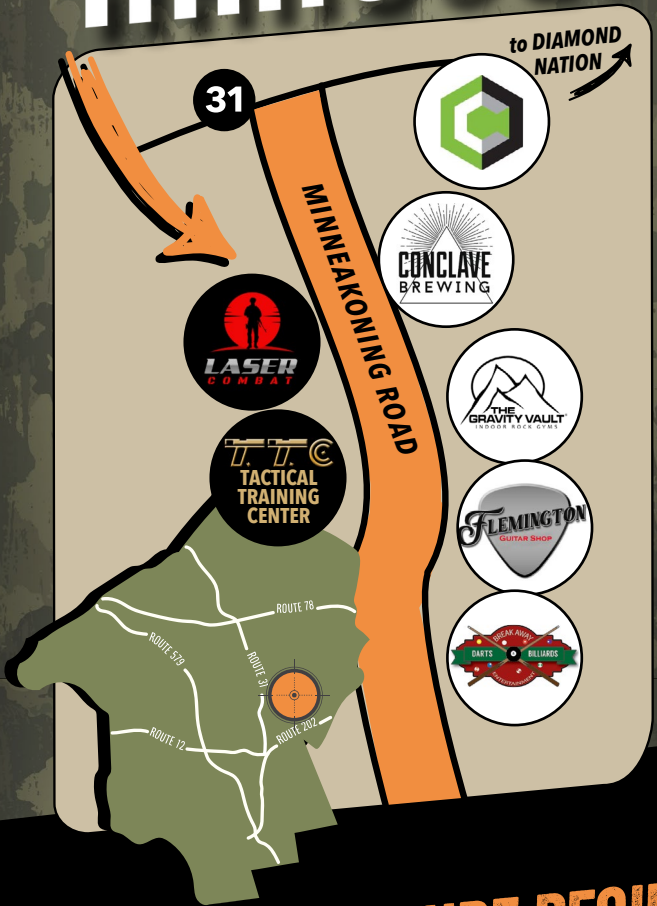 to DIAMOND
NATION
31
MINNEAKONING ROAD
CONCLAVE
BREWING
LASER
COMBAT
THE
GRAVITY VAULT
INDOOR ROCK GYMS
T. T. C
TACTICAL
TRAINING
CENTER
FLEMINGTON
GUITAR SHOP
BREAK AWAY
DARTS BILLIARDS
ENTERTAINMENT
ROUTE 78
ROUTE 579
ROUTE 31
ROUTE 202
ROUTE 12